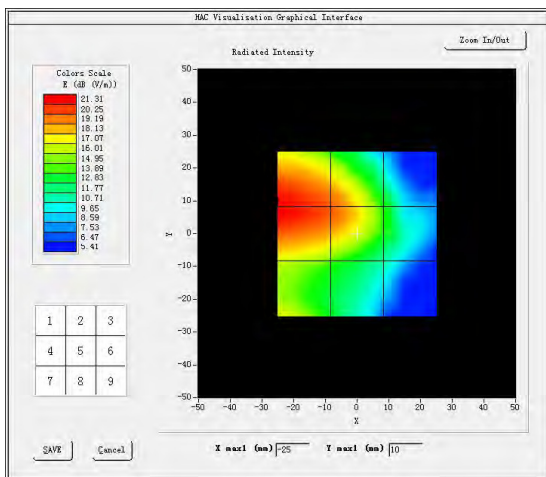 HAC Visualisation Graphical Interface
Zoom In/Out
Radiated Intensity
Colors Scale
E (dB (V/m))
21.31
20.25
19.19
18.13
17.07
16.01
14.95
13.89
12.83
11.77
10.71
9.65
8.59
7.53
6.47
5.41
50
40
30
20
10
0
-10
-20
-30
-40
-50
Y
-50 -40 -30 -20 -10 0 10 20 30 40 50
X
1 2 3
4 5 6
7 8 9
SAVE Cancel
X max1 (mm) -25 Y max1 (mm) 10